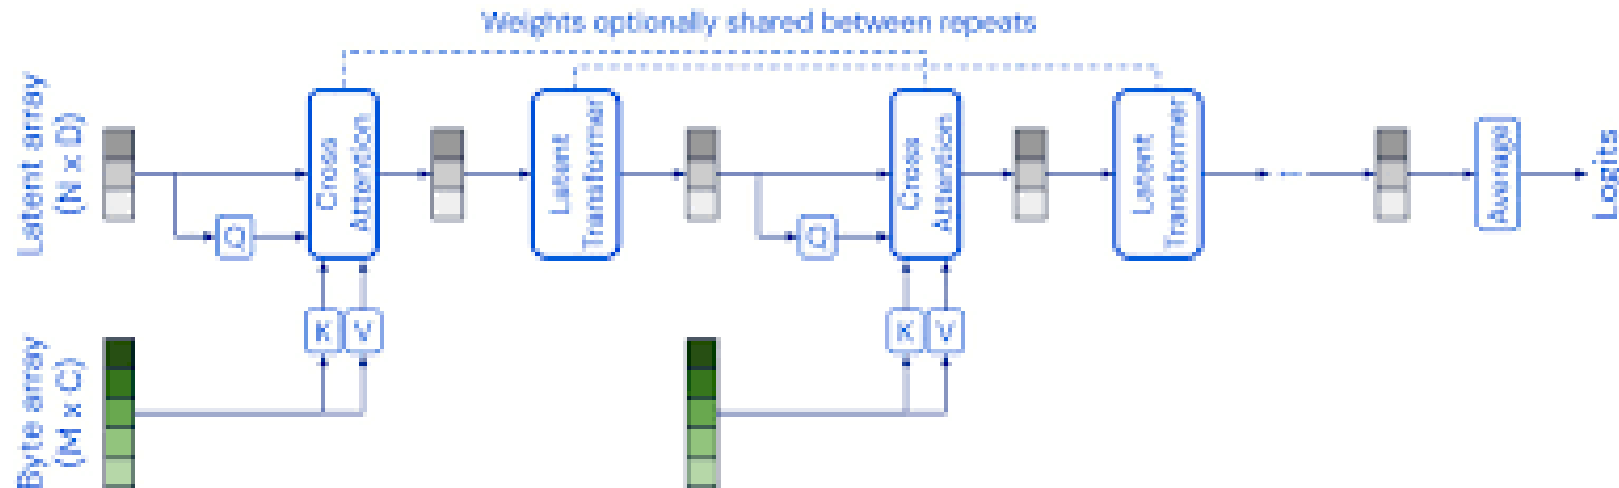 Weights optionally shared between repeats
Latent array
(N x D)
Cross
Attention
Latent
Transformer
Cross
Attention
Latent
Transformer
Average
Logits
Q
Q
K
V
K
V
Byte array
(M x C)